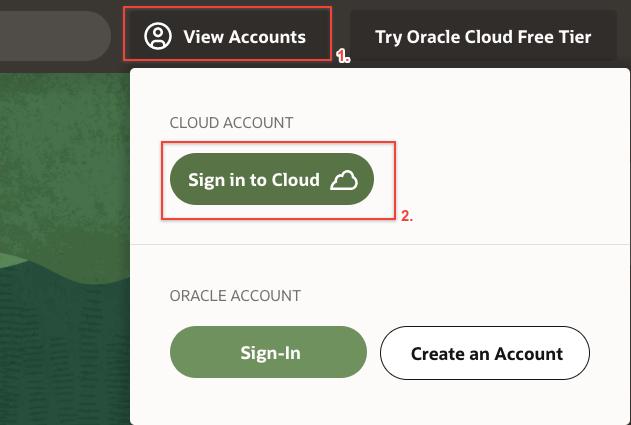 View Accounts
1.
Try Oracle Cloud Free Tier
CLOUD ACCOUNT
Sign in to Cloud
2.
ORACLE ACCOUNT
Sign-In
Create an Account